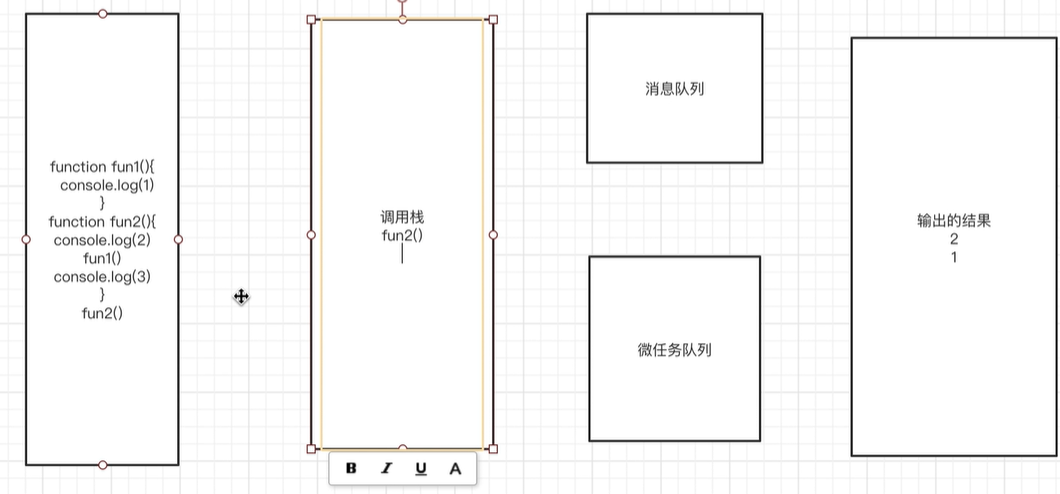 function fun1(){
console.log(1)
}
function fun2(){
console.log(2)
fun1()
console.log(3)
}
fun2()
调用栈
fun2()
消息队列
微任务队列
输出的结果
2
1
B I U A